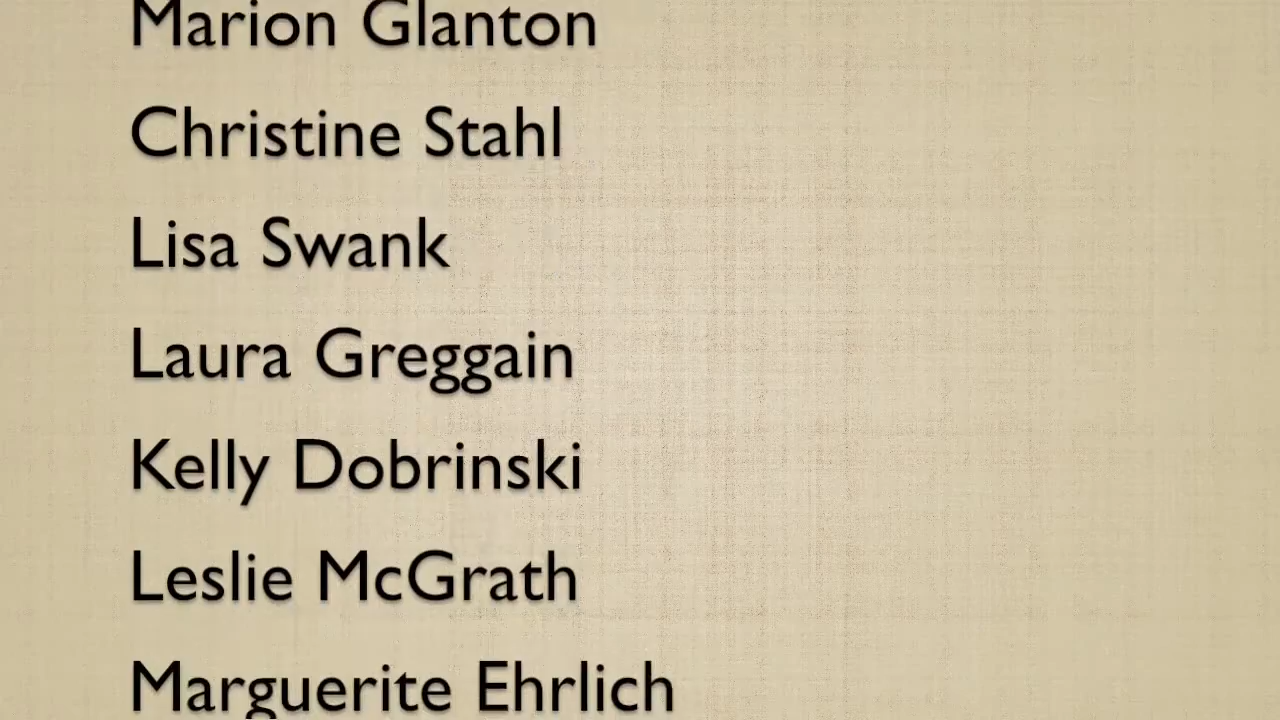 Marion Glanton
Christine Stahl
Lisa Swank
Laura Greggain
Kelly Dobrinski
Leslie McGrath
Marguerite Ehrlich